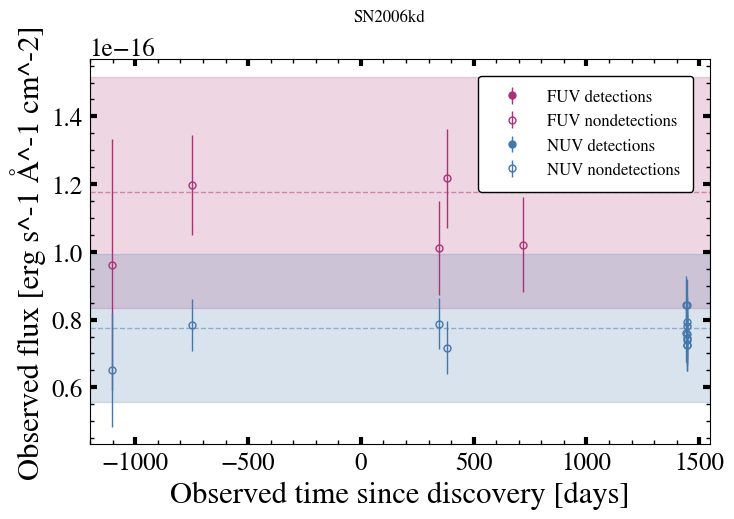 SN2006kd
1e−16
Observed flux [erg s^-1 Å^-1 cm^-2]
1.4
1.2
1.0
0.8
0.6
FUV detections
FUV nondetections
NUV detections
NUV nondetections
−1000
−500
0
500
1000
1500
Observed time since discovery [days]